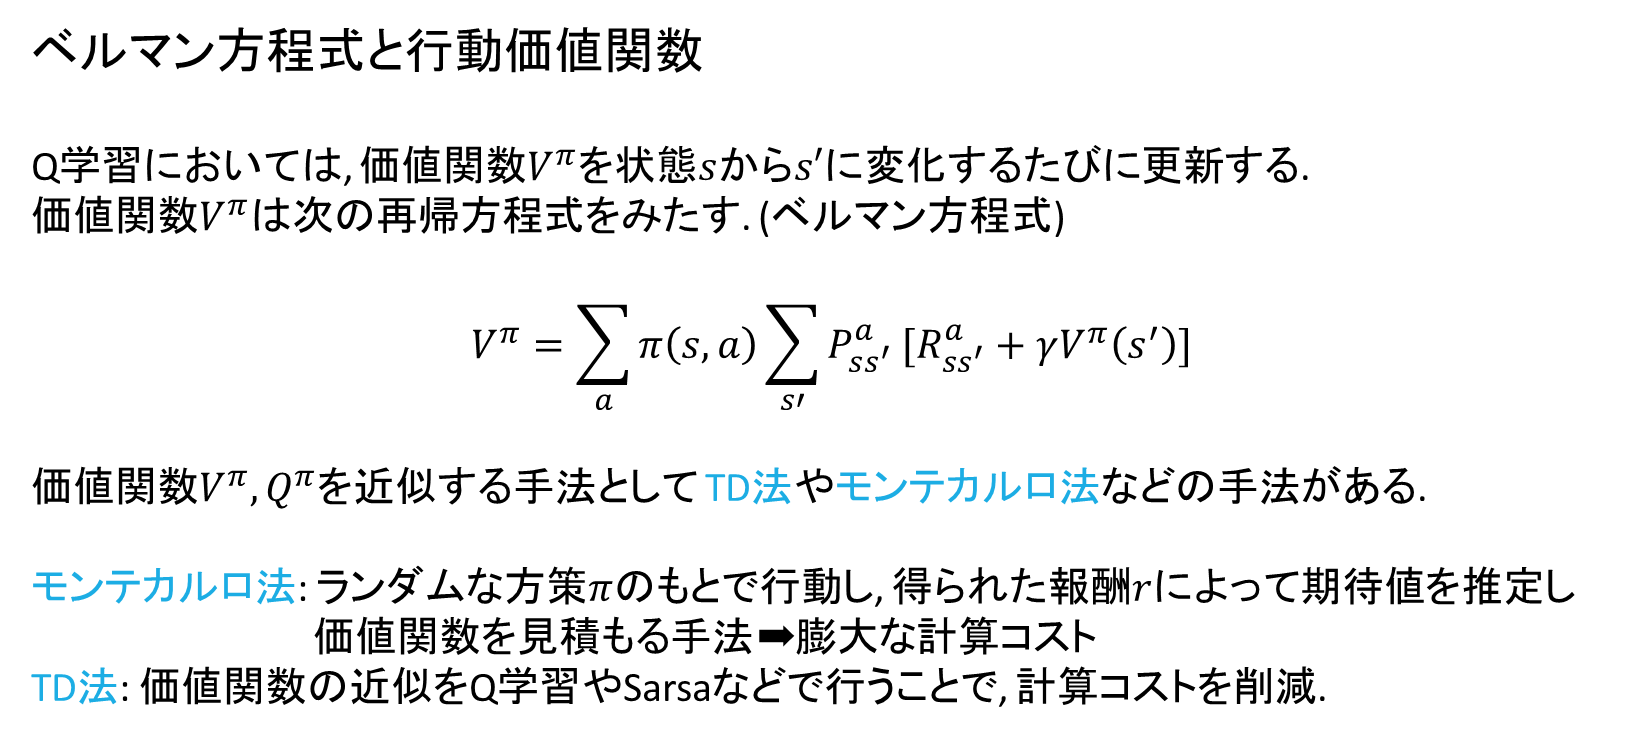 ベルマン方程式と行動価値関数
Q学習においては, 価値関数𝑉^𝜋を状態𝑠から𝑠′に変化するたびに更新する.
価値関数𝑉^𝜋は次の再帰方程式をみたす. (ベルマン方程式)
𝑉^𝜋 = ∑_𝑎 𝜋(𝑠, 𝑎) ∑_{𝑠′} 𝑃^𝑎_{𝑠𝑠′} [𝑅^𝑎_{𝑠𝑠′} + 𝛾𝑉^𝜋(𝑠′)]
価値関数𝑉^𝜋, 𝑄^𝜋を近似する手法としてTD法やモンテカルロ法などの手法がある.
モンテカルロ法: ランダムな方策𝜋のもとで行動し, 得られた報酬𝑟によって期待値を推定し
価値関数を見積もる手法➡膨大な計算コスト
TD法: 価値関数の近似をQ学習やSarsaなどで行うことで, 計算コストを削減.